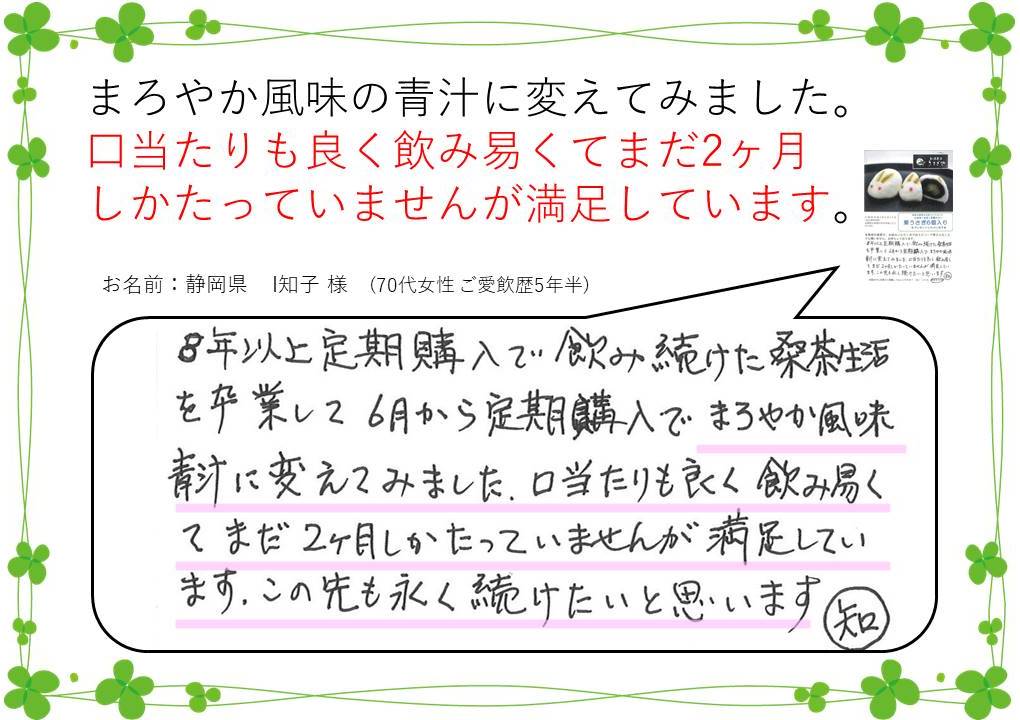 まろやか風味の青汁に変えてみました。
口当たりも良く飲み易くてまだ2ヶ月
しかたっていませんが満足しています。
お名前：静岡県　I知子 様　(70代女性 ご愛飲歴5年半)
8年以上定期購入で飲み続けた桑茶生活
を卒業して6月から定期購入でまろやか風味
青汁に変えてみました。口当たりも良く飲み易く
てまだ2ヶ月しかたっていませんが満足してい
ます。この先も永く続けたいと思います
知